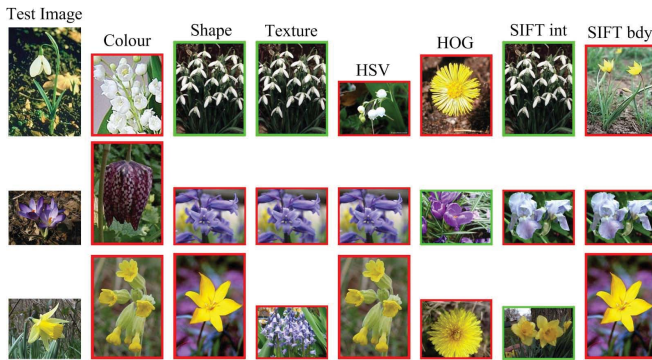 Test Image
Colour
Shape
Texture
HSV
HOG
SIFT int
SIFT bdy